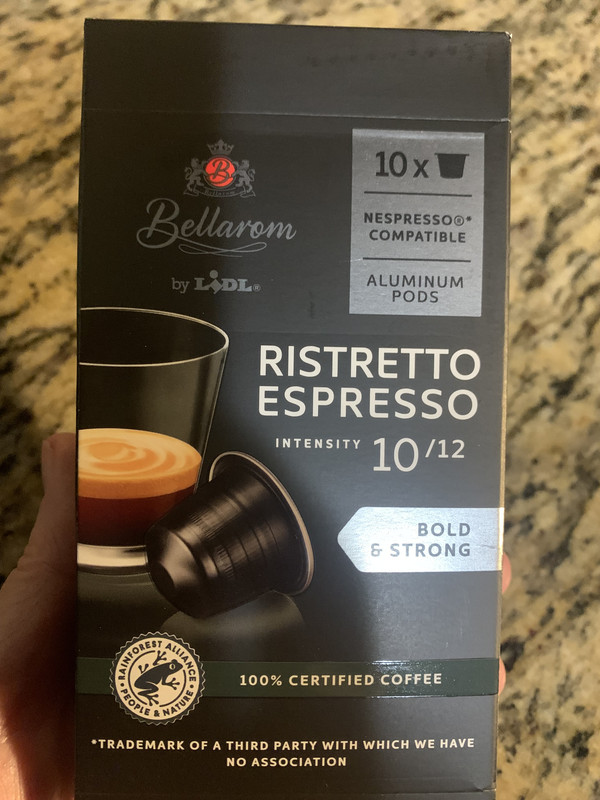 10 x
NESPRESSO®*
COMPATIBLE
ALUMINUM
PODS
B
Bellarom
by LIDL®
RISTRETTO
ESPRESSO
INTENSITY 10/12
BOLD
& STRONG
RAINFOREST ALLIANCE
PEOPLE & NATURE
100% CERTIFIED COFFEE
*TRADEMARK OF A THIRD PARTY WITH WHICH WE HAVE
NO ASSOCIATION